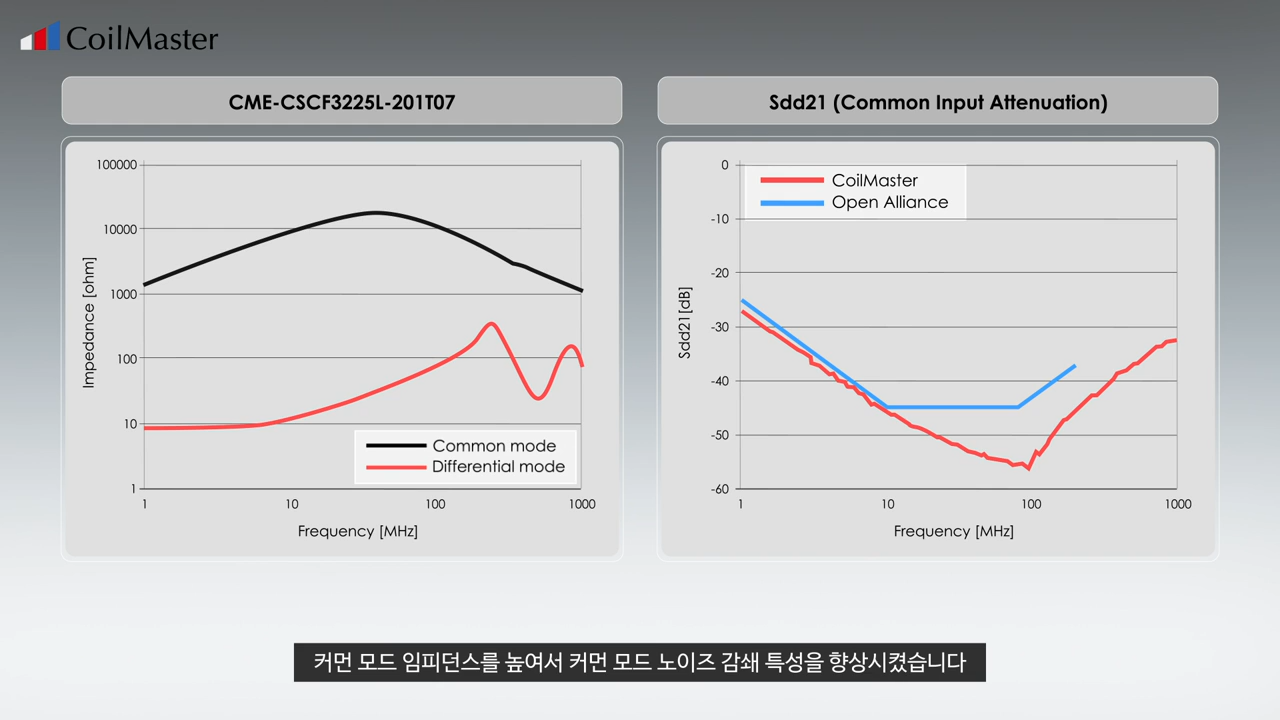 CoilMaster
CME-CSCF3225L-201T07
100000
10000
1000
100
10
1
Impedance [ohm]
Common mode
Differential mode
1 10 100 1000
Frequency [MHz]
Sdd21 (Common Input Attenuation)
0
-10
-20
-30
-40
-50
-60
Sdd21[dB]
CoilMaster
Open Alliance
1 10 100 1000
Frequency [MHz]
커먼 모드 임피던스를 높여서 커먼 모드 노이즈 감쇄 특성을 향상시켰습니다